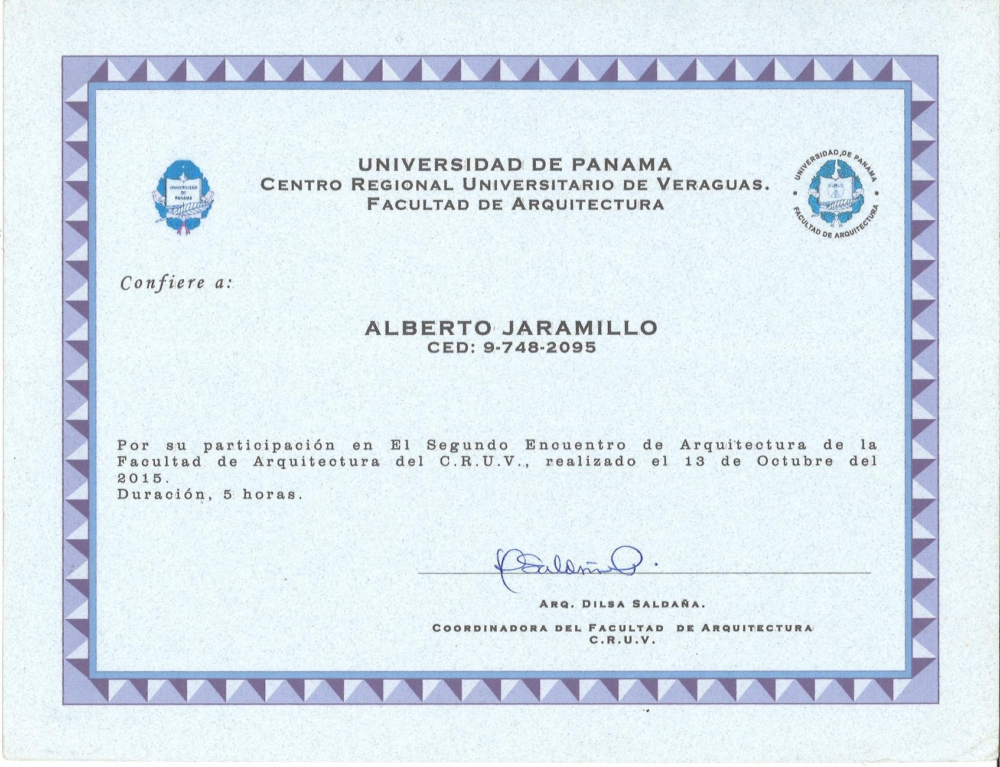 UNIVERSIDAD DE PANAMA
CENTRO REGIONAL UNIVERSITARIO DE VERAGUAS.
FACULTAD DE ARQUITECTURA
UNIVERSIDAD
DE
PANAMA
UNIVERSIDAD DE PANAMA
FACULTAD DE ARQUITECTURA
Confiere a:
ALBERTO JARAMILLO
CED: 9-748-2095
Por su participación en El Segundo Encuentro de Arquitectura de la
Facultad de Arquitectura del C.R.U.V., realizado el 13 de Octubre del
2015.
Duración, 5 horas.
ARQ. DILSA SALDAÑA.
COORDINADORA DEL FACULTAD DE ARQUITECTURA
C.R.U.V.